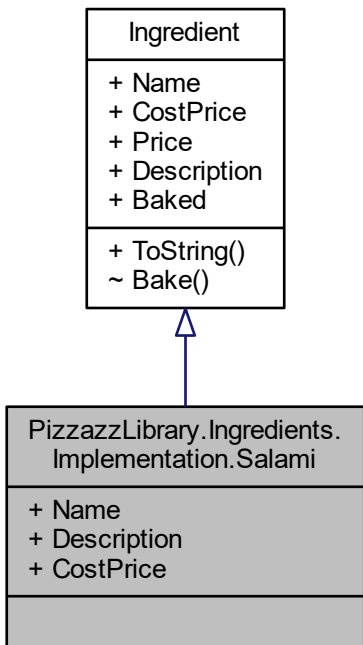 Ingredient
+ Name
+ CostPrice
+ Price
+ Description
+ Baked
+ ToString()
~ Bake()
PizzazzLibrary.Ingredients.
Implementation.Salami
+ Name
+ Description
+ CostPrice